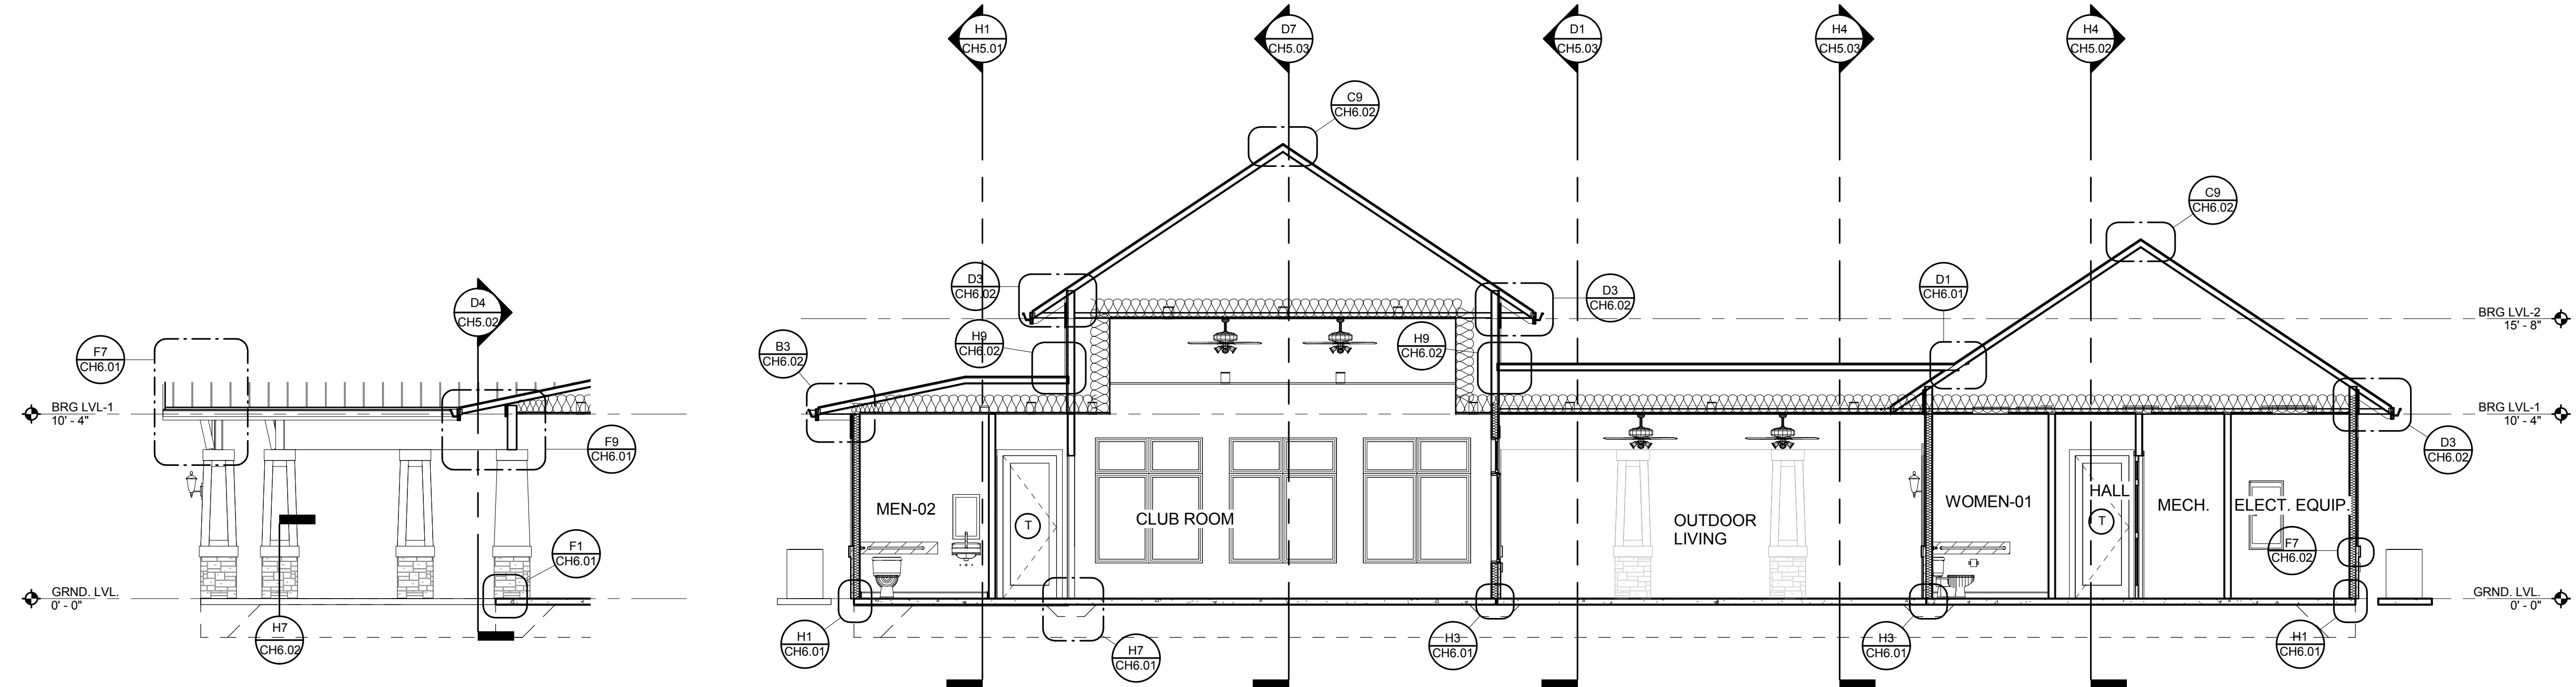 H1
CH5.01
D7
CH5.03
D1
CH5.03
H4
CH5.03
H4
CH5.02
C9
CH6.02
C9
CH6.02
D4
CH5.02
D3
CH6.02
D3
CH6.02
D1
CH6.01
F7
CH6.01
B3
CH6.02
H9
CH6.02
H9
CH6.02
BRG LVL-2
15' - 8"
BRG LVL-1
10' - 4"
BRG LVL-1
10' - 4"
F9
CH6.01
D3
CH6.02
MEN-02
T
CLUB ROOM
OUTDOOR
LIVING
WOMEN-01
HALL
T
MECH.
ELECT. EQUIP.
F1
CH6.01
F7
CH6.02
GRND. LVL.
0' - 0"
GRND. LVL.
0' - 0"
H7
CH6.02
H1
CH6.01
H7
CH6.01
H3
CH6.01
H3
CH6.01
H1
CH6.01